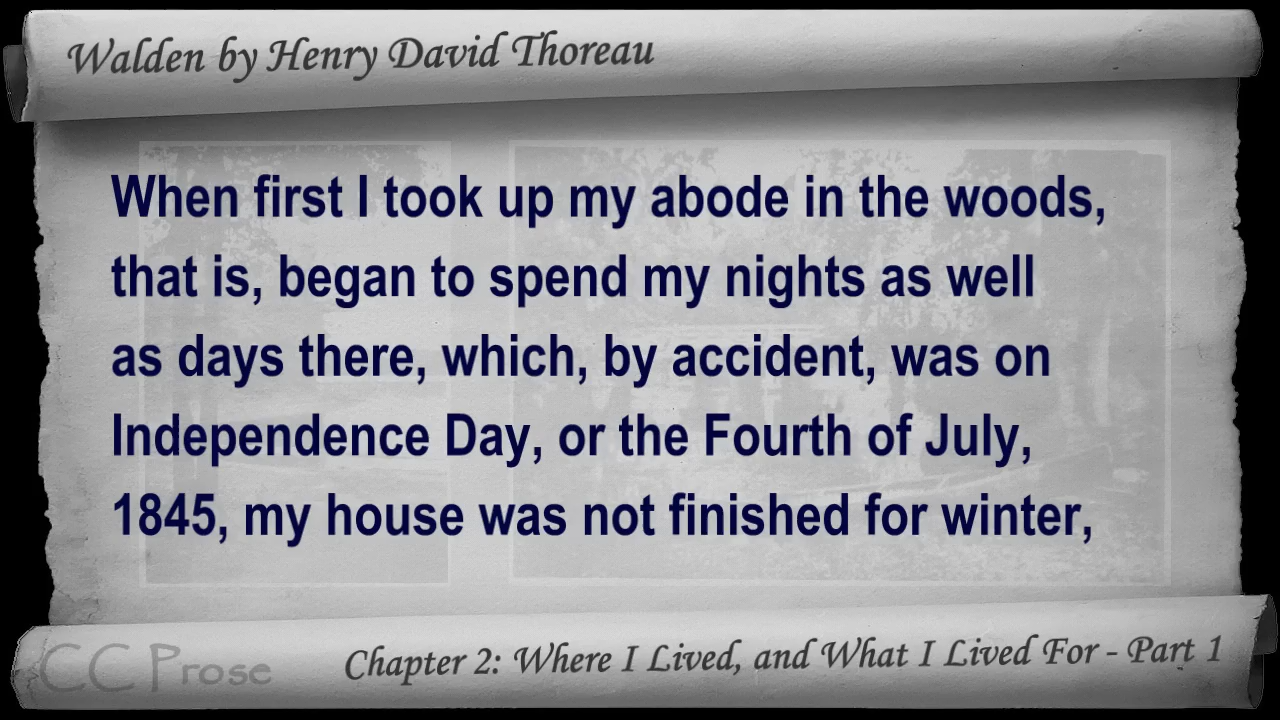 Walden by Henry David Thoreau
When first I took up my abode in the woods,
that is, began to spend my nights as well
as days there, which, by accident, was on
Independence Day, or the Fourth of July,
1845, my house was not finished for winter,
CC Prose
Chapter 2: Where I Lived, and What I Lived For - Part 1